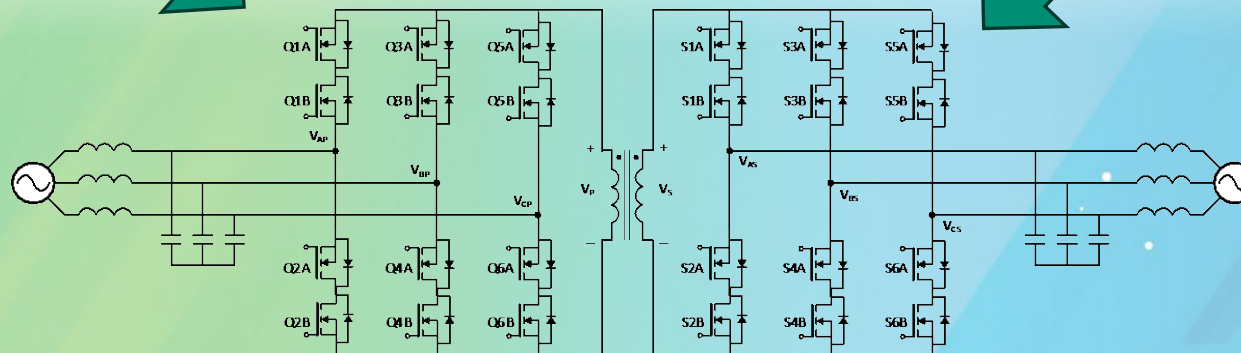 Q1A Q3A Q5A S1A S3A S5A
Q1B Q3B Q5B S1B S3B S5B
VAP
+ + VAS
VBP
VP VS VBS
VCP
VCS
− −
Q2A Q4A Q6A S2A S4A S6A
Q2B Q4B Q6B S2B S4B S6B